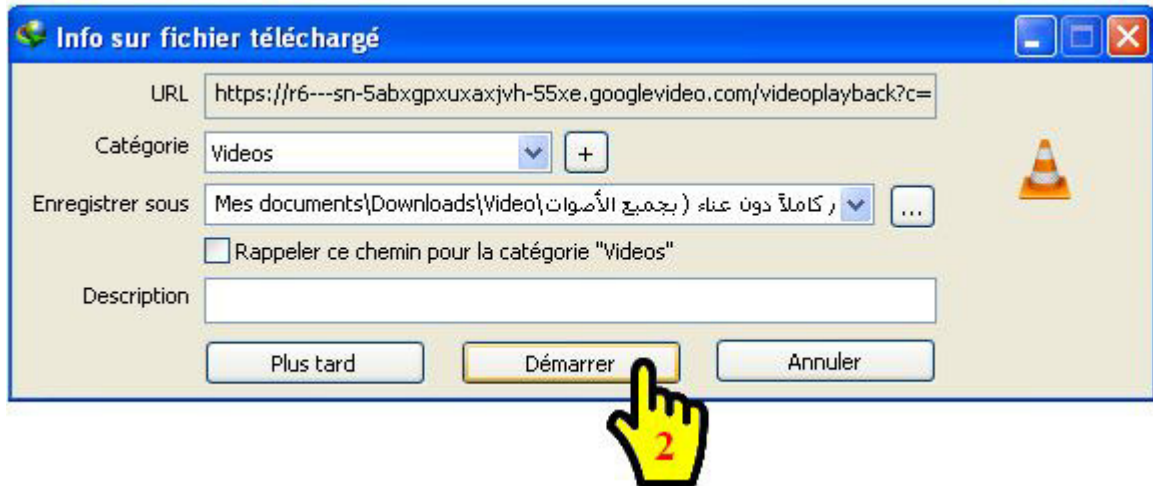 Info sur fichier téléchargé
URL https://r6---sn-5abxgpxuxaxjvh-55xe.googlevideo.com/videoplayback?c=
Catégorie Videos +
Enregistrer sous Mes documents\Downloads\Video\ر كاملاً دون عناء ( بجميع الأصوات ...
Rappeler ce chemin pour la catégorie "Videos"
Description
Plus tard Démarrer Annuler
2